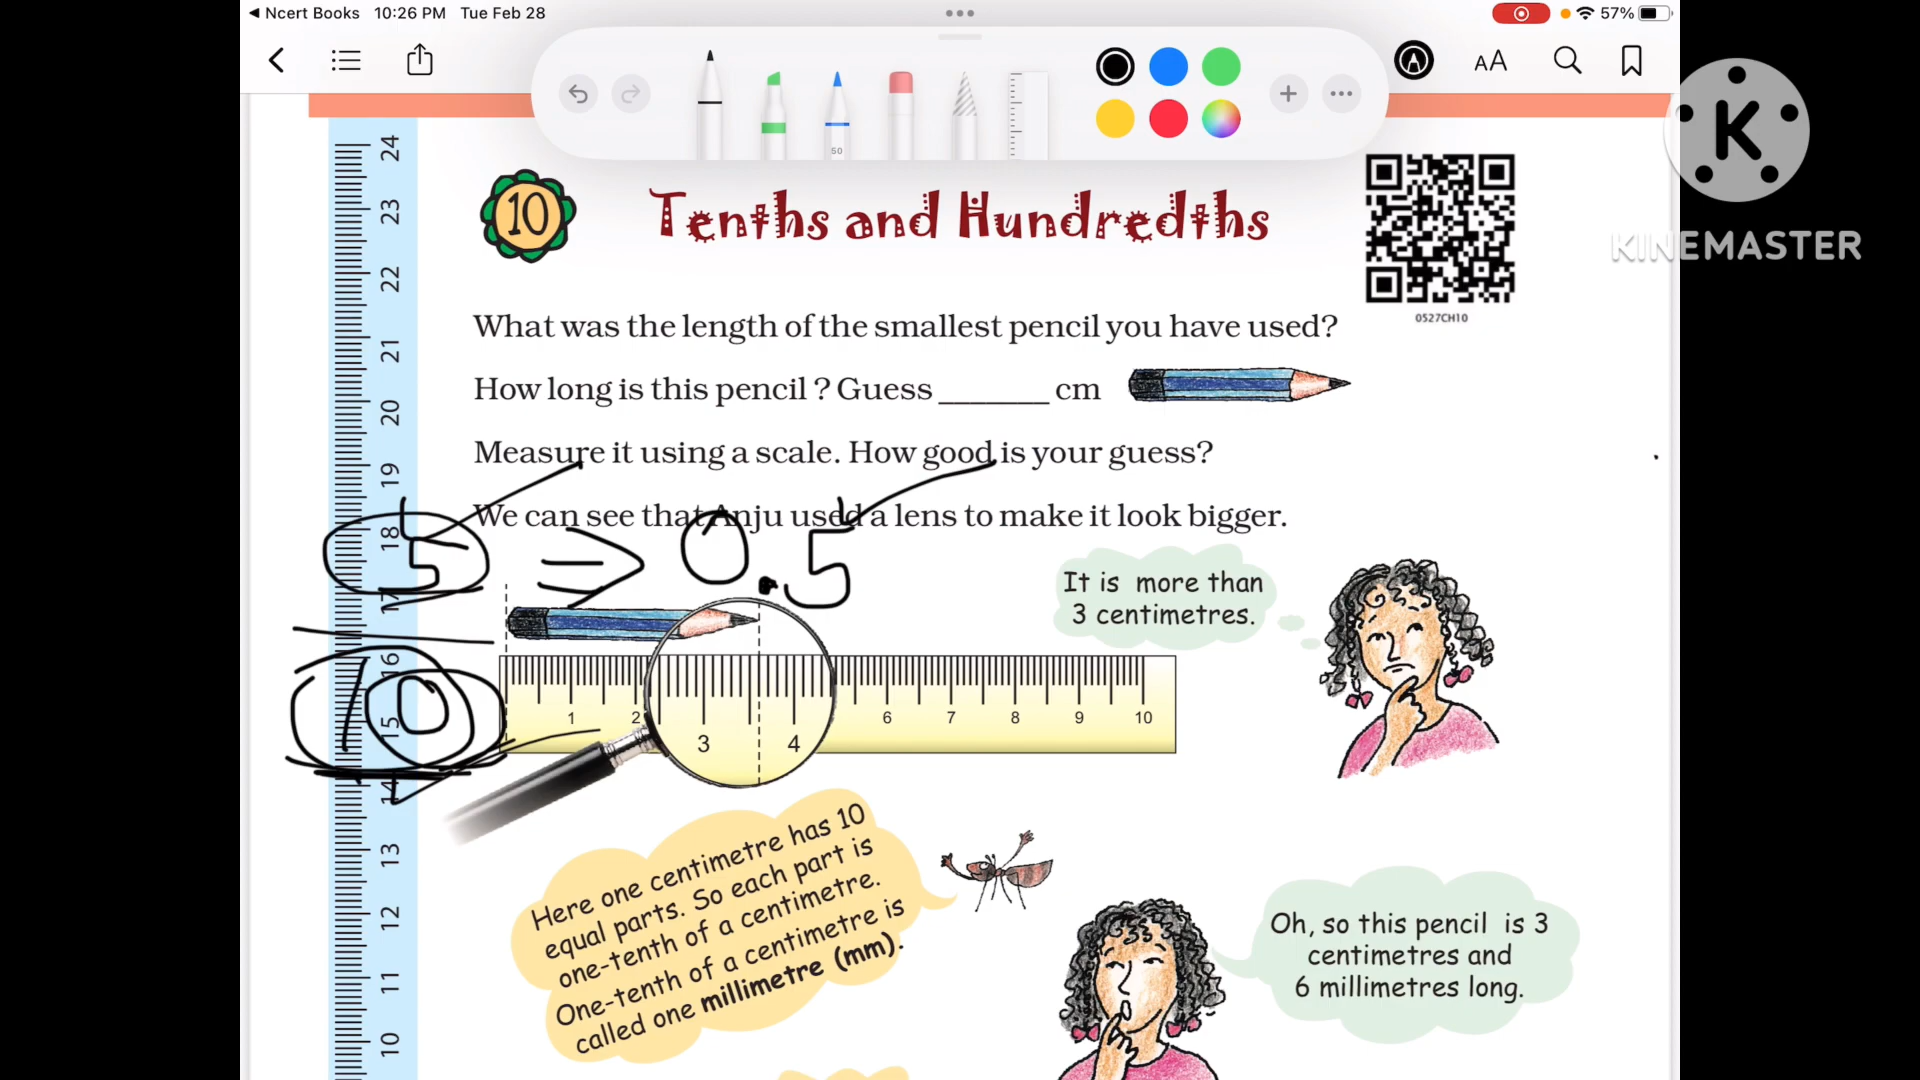 Ncert Books 10:26 PM Tue Feb 28
57%
AA
50
K
KINEMASTER
10
Tenths and Hundredths
0527CH10
What was the length of the smallest pencil you have used?
How long is this pencil ? Guess _______ cm
Measure it using a scale. How good is your guess?
We can see that Anju used a lens to make it look bigger.
5
10
⇒ 0.5
It is more than
3 centimetres.
1 2 3 4 6 7 8 9 10
Here one centimetre has 10
equal parts. So each part is
one-tenth of a centimetre.
One-tenth of a centimetre is
called one millimetre (mm).
Oh, so this pencil is 3
centimetres and
6 millimetres long.
24
23
22
21
20
19
18
17
16
15
14
13
12
11
10